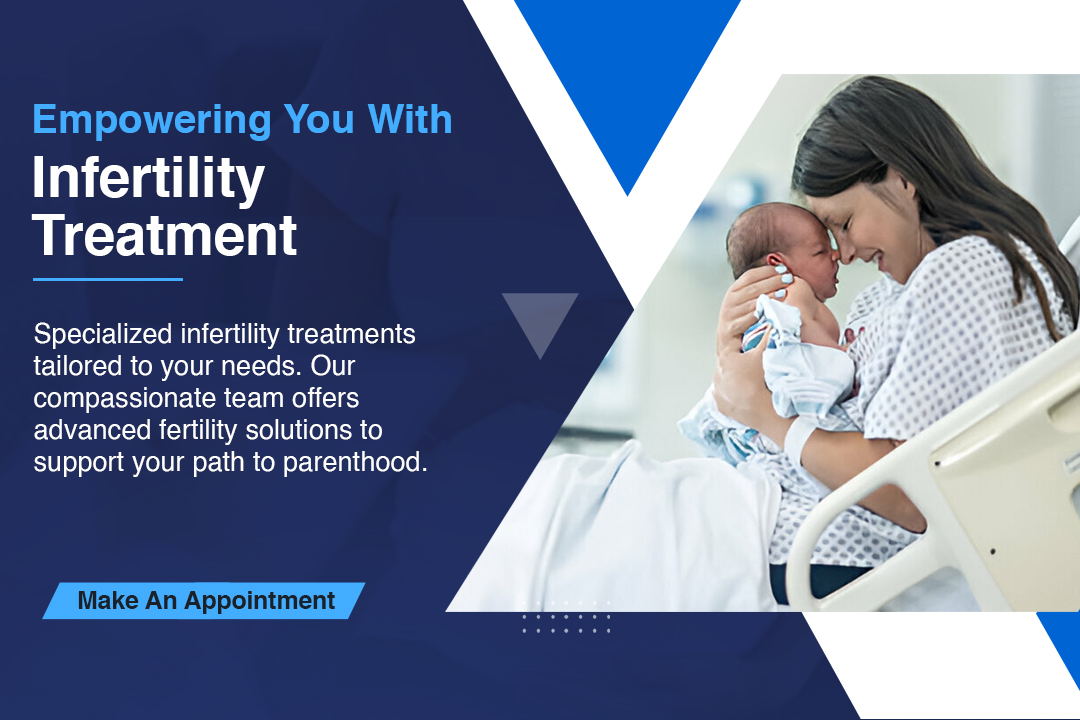 Empowering You With
Infertility
Treatment
Specialized infertility treatments
tailored to your needs. Our
compassionate team offers
advanced fertility solutions to
support your path to parenthood.
Make An Appointment